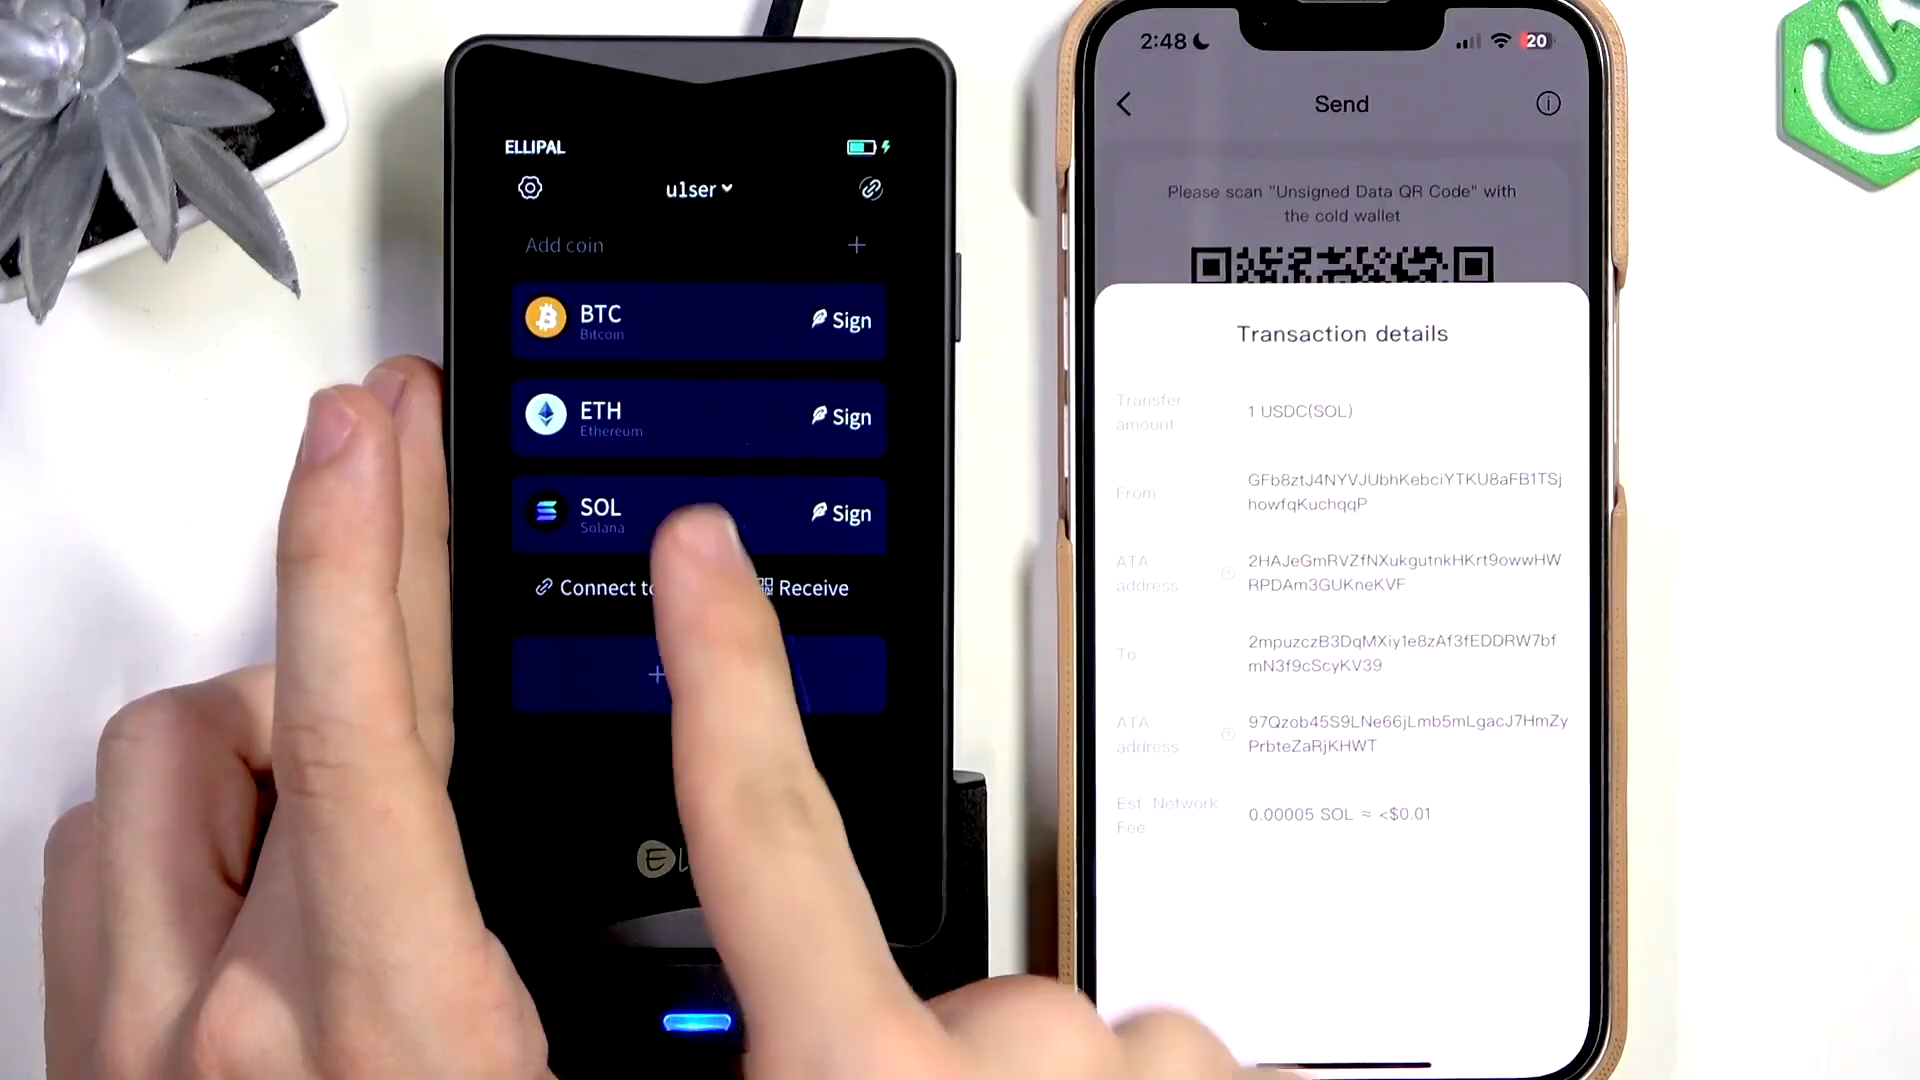 ELLIPAL
u1ser
Add coin
BTC
Bitcoin
Sign
ETH
Ethereum
Sign
SOL
Solana
Sign
Connect
Receive
2:48
20
Send
Please scan "Unsigned Data QR Code" with
the cold wallet
Transaction details
Transfer
amount
1 USDC(SOL)
From
GFb8ztJ4NYVJUbhKebciYTKU8aFB1TSj
howfqKuchqqP
ATA
address
2HAJeGmRVZfNXukgutnkHKrt9owwHW
RPDAm3GUKneKVF
To
2mpuzczB3DqMXiy1e8zAf3fEDDRW7bf
mN3f9cScyKV39
ATA
address
97Qzob45S9LNe66jLmb5mLgacJ7HmZy
PrbteZaRjKHWT
Est. Network
Fee
0.00005 SOL ≈ <$0.01